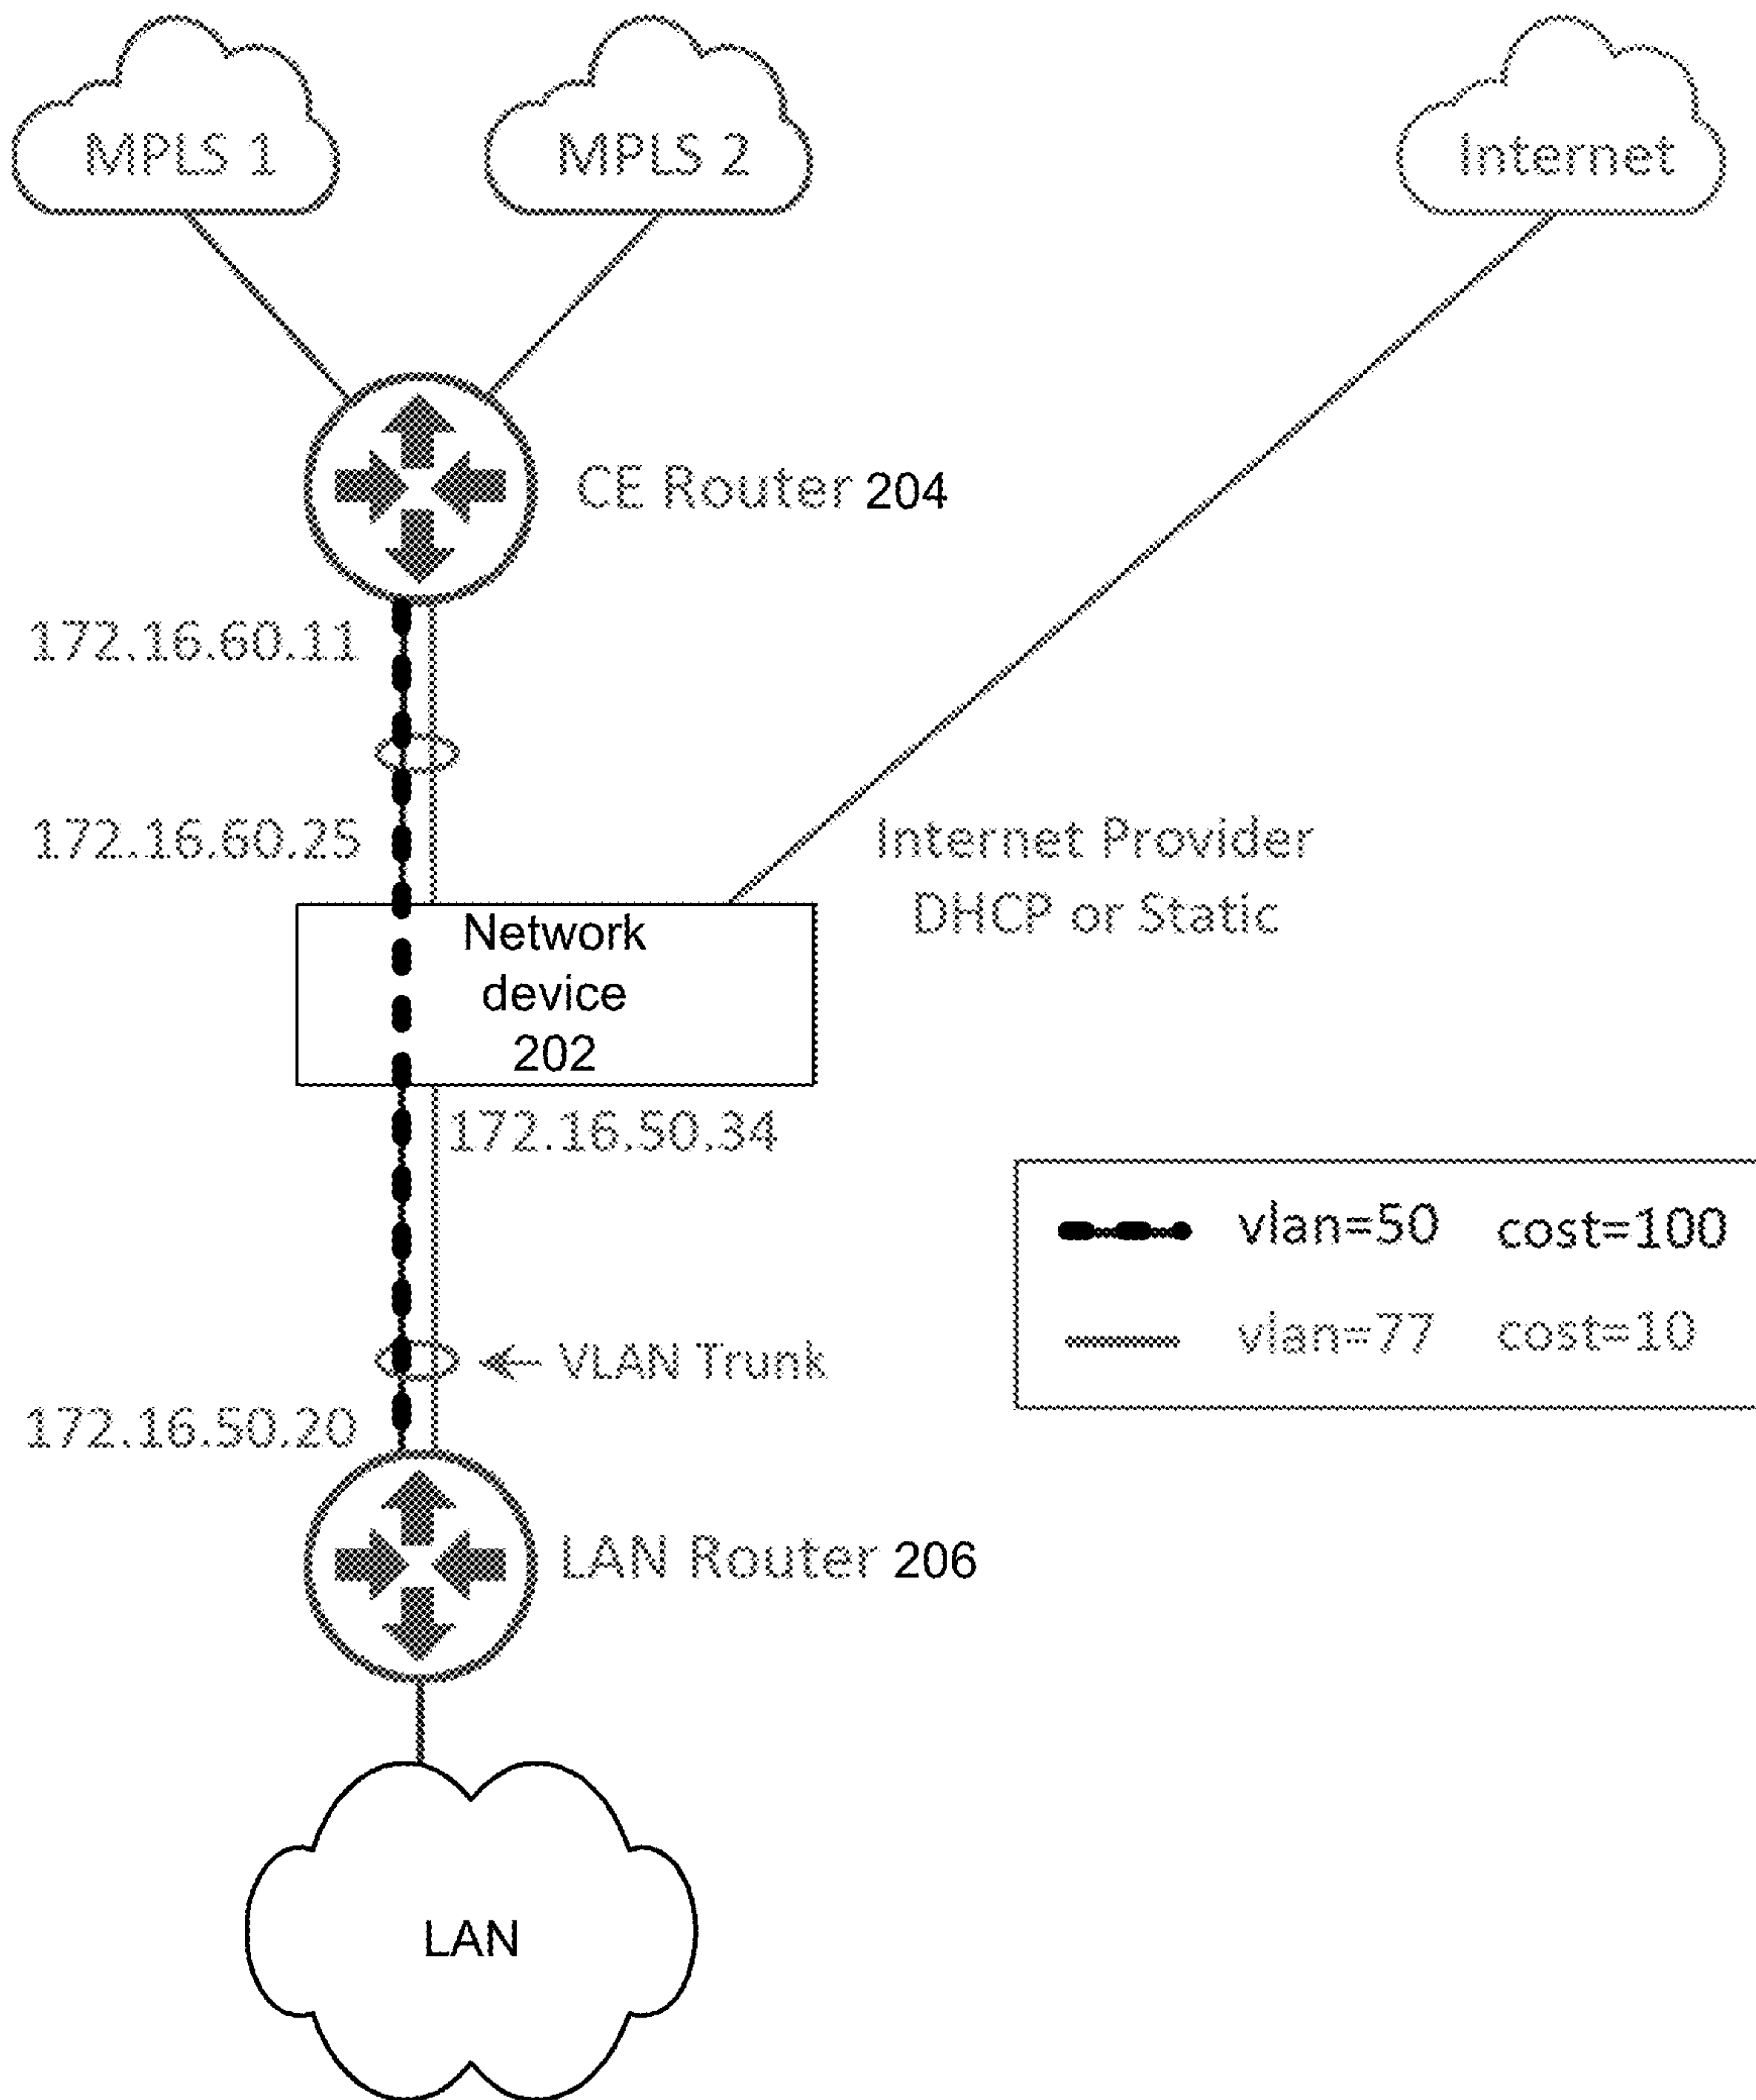 MPLS 1
MPLS 2
Internet
CE Router 204
172.16.60.11
172.16.60.25
Internet Provider
DHCP or Static
Network
device
202
172.16.50.34
vlan=50 cost=100
vlan=77 cost=10
VLAN Trunk
172.16.50.20
LAN Router 206
LAN